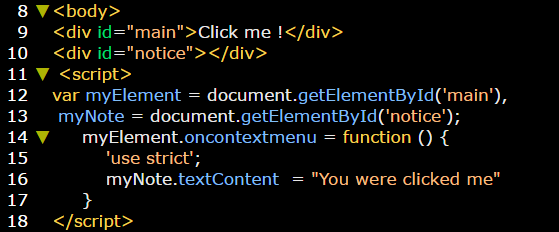 8 ▼ <body>
9 <div id="main">Click me !</div>
10 <div id="notice"></div>
11 ▼ <script>
12 var myElement = document.getElementById('main'),
13 myNote = document.getElementById('notice');
14 ▼ myElement.oncontextmenu = function () {
15 'use strict';
16 myNote.textContent = "You were clicked me"
17 }
18 </script>